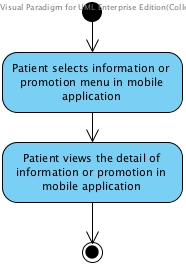 Visual Paradigm for UML Enterprise Edition(Colle
Patient selects information or
promotion menu in mobile
application
Patient views the detail of
information or promotion in
mobile application